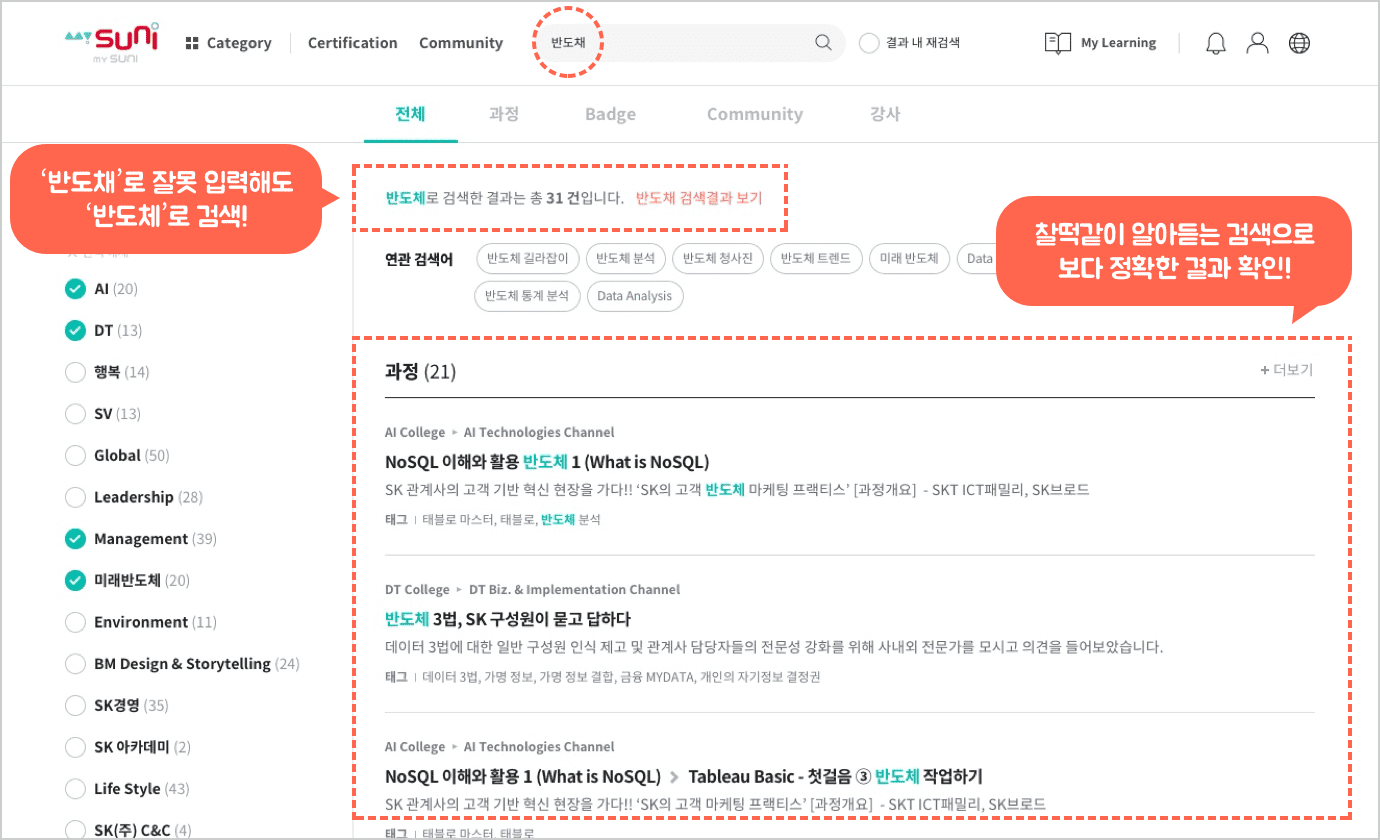 SUNI
my SUNI
Category
Certification
Community
반도채
결과 내 재검색
My Learning
전체
과정
Badge
Community
강사
‘반도채’로 잘못 입력해도
‘반도체’로 검색!
반도체로 검색한 결과는 총 31 건입니다. 반도채 검색결과 보기
찰떡같이 알아듣는 검색으로
보다 정확한 결과 확인!
연관 검색어
반도체 길라잡이
반도체 분석
반도체 청사진
반도체 트렌드
미래 반도체
Data
반도체 통계 분석
Data Analysis
AI (20)
DT (13)
행복 (14)
SV (13)
Global (50)
Leadership (28)
Management (39)
미래반도체 (20)
Environment (11)
BM Design & Storytelling (24)
SK경영 (35)
SK 아카데미 (2)
Life Style (43)
SK(주) C&C (4)
과정 (21)
+ 더보기
AI College ▸ AI Technologies Channel
NoSQL 이해와 활용 반도체 1 (What is NoSQL)
SK 관계사의 고객 기반 혁신 현장을 가다!! ‘SK의 고객 반도체 마케팅 프랙티스’ [과정개요] - SKT ICT패밀리, SK브로드
태그 | 태블로 마스터, 태블로, 반도체 분석
DT College ▸ DT Biz. & Implementation Channel
반도체 3법, SK 구성원이 묻고 답하다
데이터 3법에 대한 일반 구성원 인식 제고 및 관계사 담당자들의 전문성 강화를 위해 사내외 전문가를 모시고 의견을 들어보았습니다.
태그 | 데이터 3법, 가명 정보, 가명 정보 결합, 금융 MYDATA, 개인의 자기정보 결정권
AI College ▸ AI Technologies Channel
NoSQL 이해와 활용 1 (What is NoSQL) > Tableau Basic - 첫걸음 ③ 반도체 작업하기
SK 관계사의 고객 기반 혁신 현장을 가다!! ‘SK의 고객 마케팅 프랙티스’ [과정개요] - SKT ICT패밀리, SK브로드
태그 | 태블로 마스터, 태블로